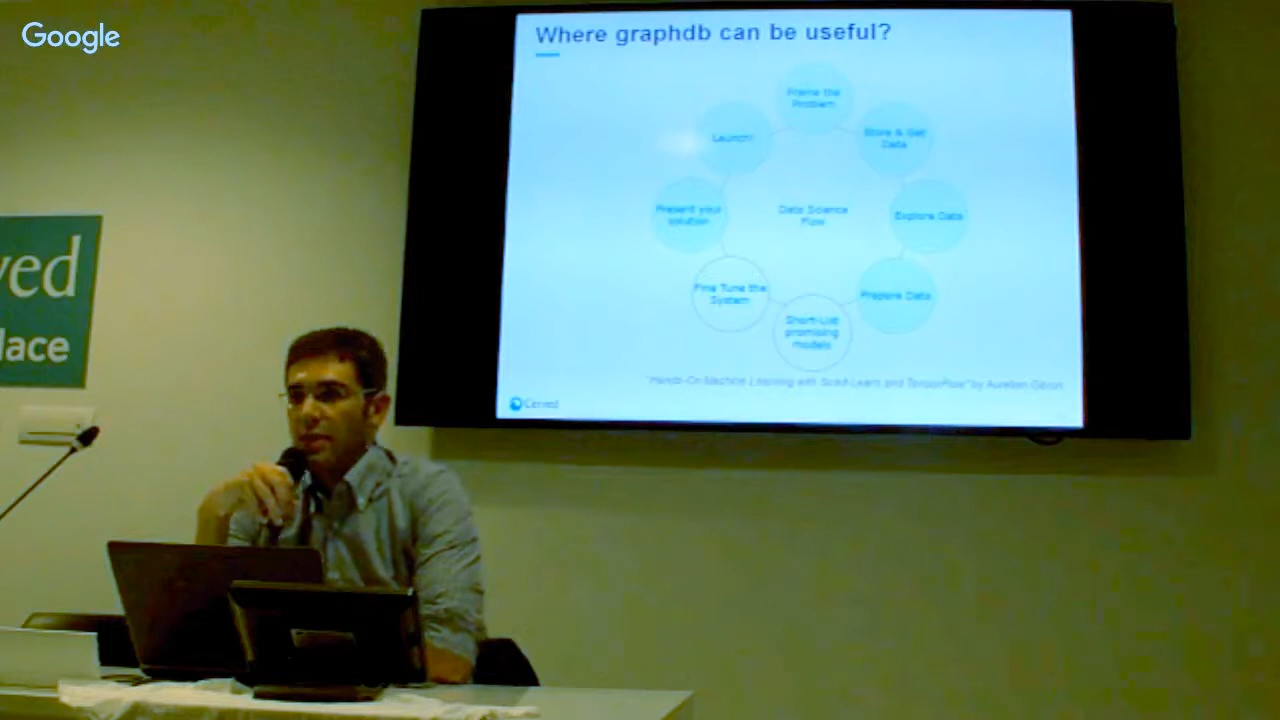 Google
Where graphdb can be useful?
Frame the
Problem
Launch!
Store & Get
Data
Present your
solution
Data Science
Flow
Explore Data
Fine Tune the
System
Prepare Data
Short-List
promising
models
"Hands-On Machine Learning with Scikit-Learn and TensorFlow" by Aurélien Géron
Cerved
ved
lace